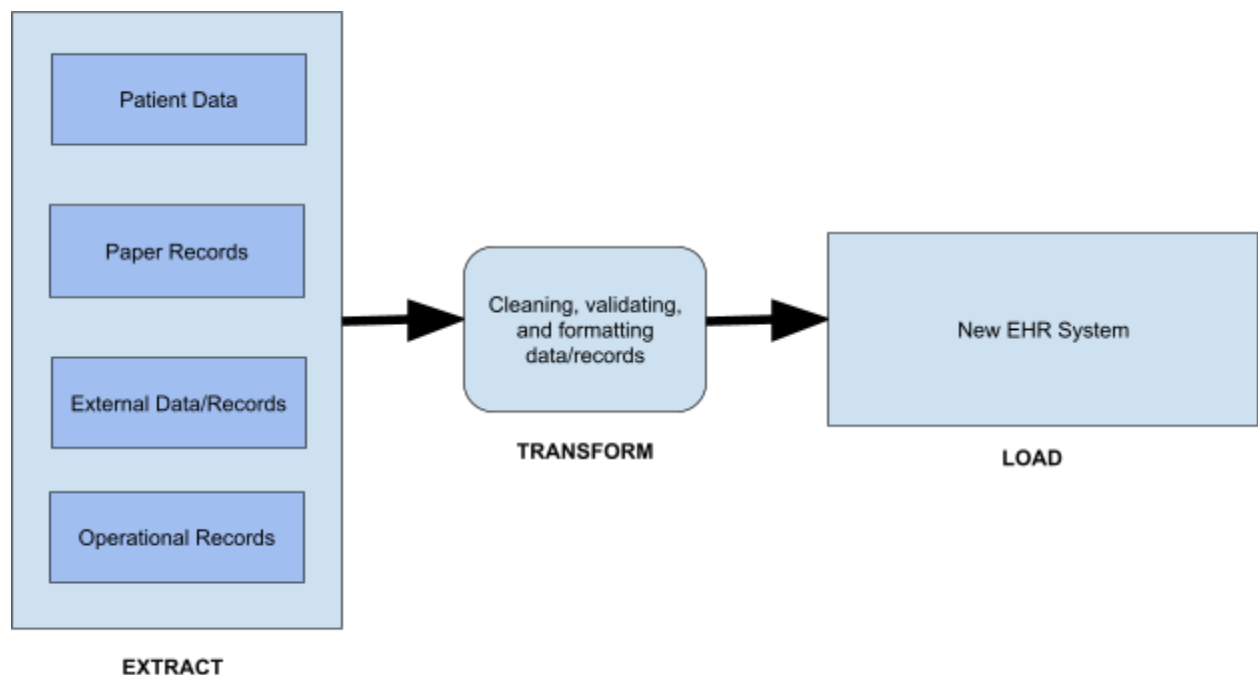 Patient Data
Paper Records
External Data/Records
Operational Records
EXTRACT
Cleaning, validating,
and formatting
data/records
TRANSFORM
New EHR System
LOAD